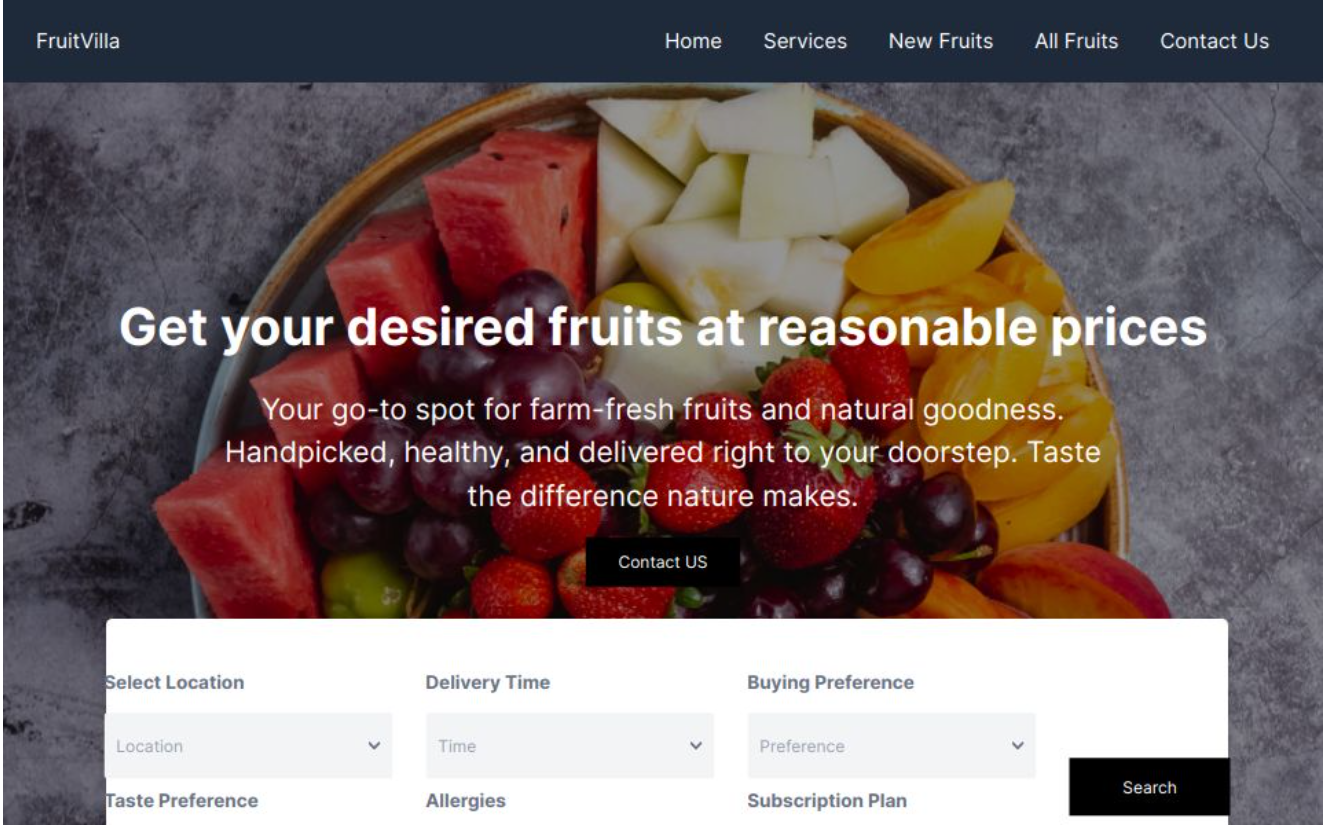 FruitVilla
Home Services New Fruits All Fruits Contact Us
Get your desired fruits at reasonable prices
Your go-to spot for farm-fresh fruits and natural goodness.
Handpicked, healthy, and delivered right to your doorstep. Taste
the difference nature makes.
Contact US
Select Location Delivery Time Buying Preference
Location Time Preference
Search
Taste Preference Allergies Subscription Plan